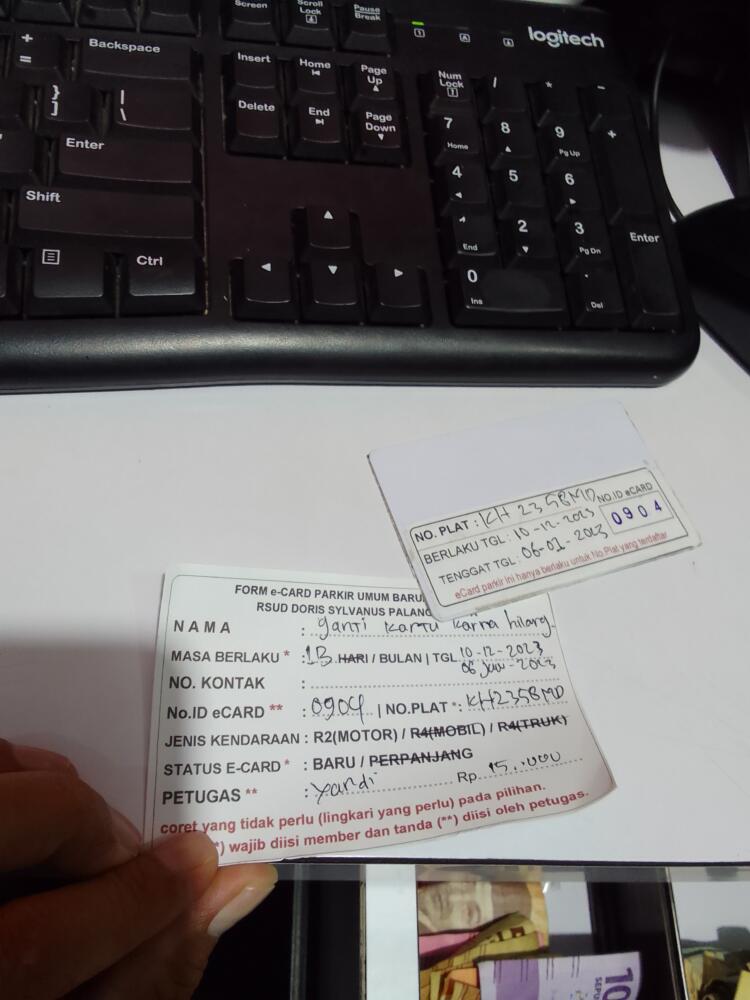 Screen
Scroll Lock
Pause Break
logitech
+ =
Backspace
Insert
Home
Page Up
Num Lock
/
*
-
}
]
|
\
Delete
End
Page Down
7 Home
8
9 Pg Up
+
Enter
4
5
6
Shift
End
2
3 Pg Dn
Enter
Ctrl
0 Ins
. Del
NO. PLAT : KH 2358MD NO.ID eCARD
BERLAKU TGL: 10-12-2023 0904
TENGGAT TGL: 06-01-2023
eCard parkir ini hanya berlaku untuk No.Plat yang terdaftar
FORM e-CARD PARKIR UMUM BARU
RSUD DORIS SYLVANUS PALANG
NAMA : ganti kartu karna hilang
MASA BERLAKU * : 1B HARI / BULAN | TGL 10-12-2023
06 Jan-2023
NO. KONTAK :
No.ID eCARD ** : 0904 | NO.PLAT *: KH2358MD
JENIS KENDARAAN : R2(MOTOR) / R4(MOBIL) / R4(TRUK)
STATUS E-CARD * : BARU / PERPANJANG
PETUGAS ** : Yandi Rp. 15.000
coret yang tidak perlu (lingkari yang perlu) pada pilihan.
*) wajib diisi member dan tanda (**) diisi oleh petugas.